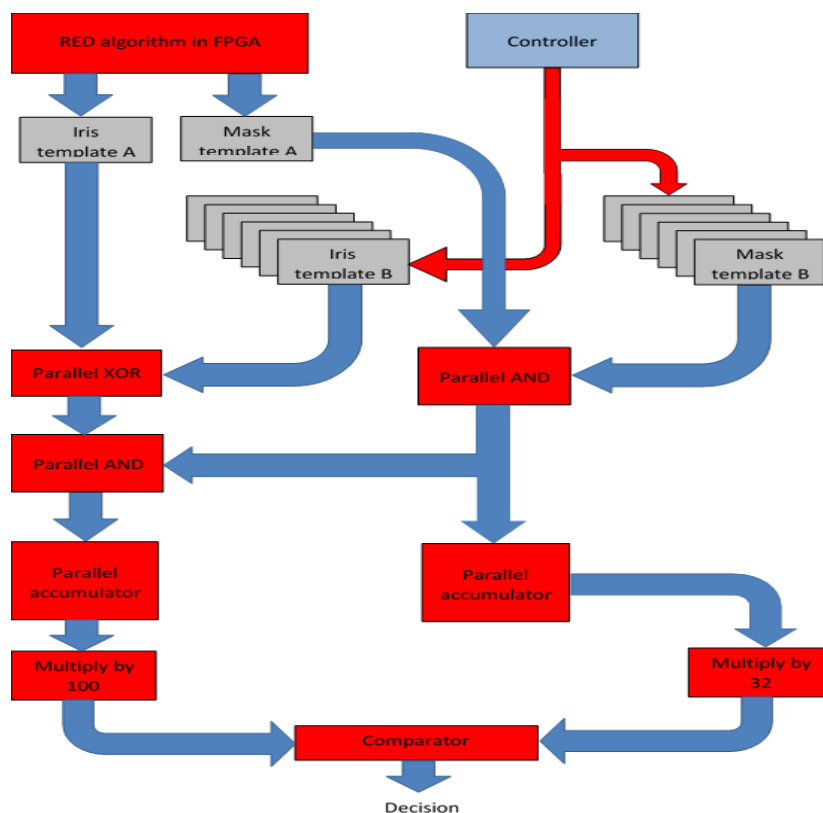 RED algorithm in FPGA
Controller
Iris
template A
Mask
template A
Iris
template B
Mask
template B
Parallel XOR
Parallel AND
Parallel AND
Parallel
accumulator
Parallel
accumulator
Multiply by
100
Multiply by
32
Comparator
Decision